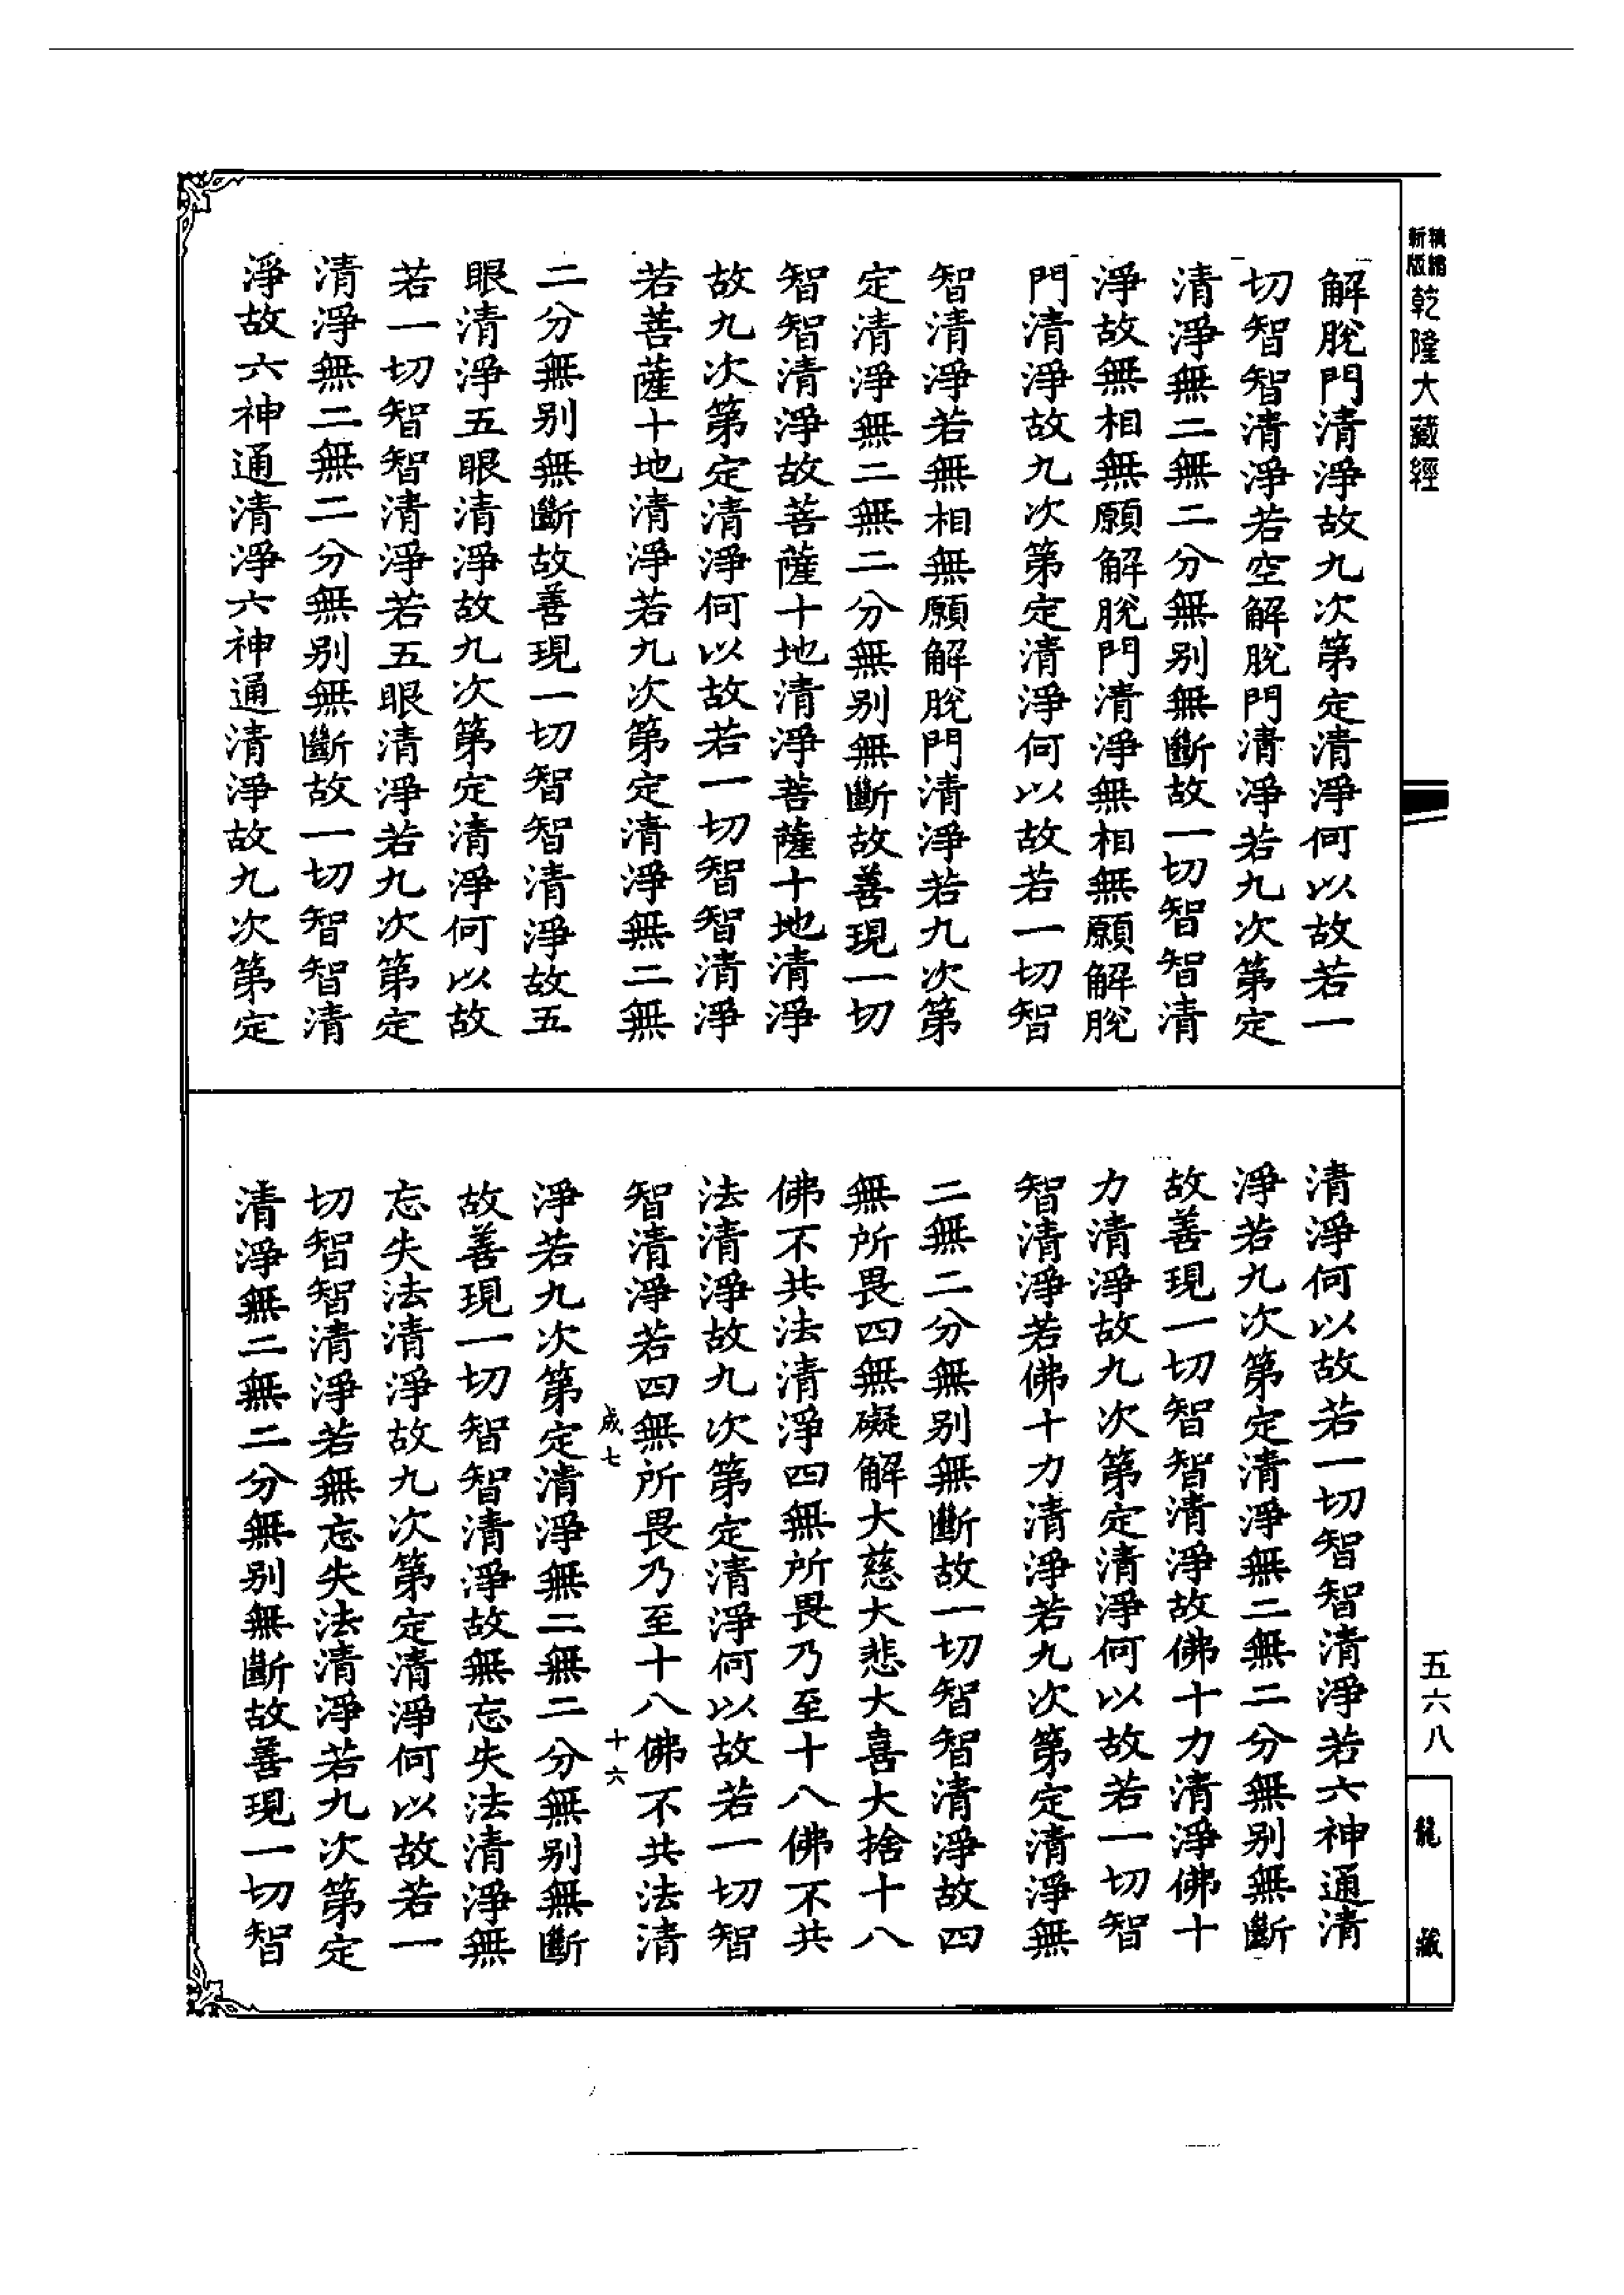 乾隆大藏經
解脫門清淨故九次第定清淨何以故若一
切智智清淨若空解脫門清淨若九次第定
清淨無二無二分無別無斷故一切智智清
淨故無相無願解脫門清淨無相無願解脫
門清淨故九次第定清淨何以故若一切智
智清淨若無相無願解脫門清淨若九次第
定清淨無二無二分無別無斷故善現一切
智智清淨故菩薩十地清淨菩薩十地清淨
故九次第定清淨何以故若一切智智清淨
若菩薩十地清淨若九次第定清淨無二無
二分無別無斷故善現一切智智清淨故五
眼清淨五眼清淨故九次第定清淨何以故
若一切智智清淨若五眼清淨若九次第定
清淨無二無二分無別無斷故一切智智清
淨故六神通清淨六神通清淨故九次第定
清淨何以故若一切智智清淨若六神通清
淨若九次第定清淨無二無二分無別無斷
故善現一切智智清淨故佛十力清淨佛十
力清淨故九次第定清淨何以故若一切智
智清淨若佛十力清淨若九次第定清淨無
二無二分無別無斷故一切智智清淨故四
無所畏四無礙解大慈大悲大喜大捨十八
佛不共法清淨四無所畏乃至十八佛不共
法清淨故九次第定清淨何以故若一切智
智清淨若四無所畏乃至十八佛不共法清
淨若九次第定清淨無二無二分無別無斷
故善現一切智智清淨故無忘失法清淨無
忘失法清淨故九次第定清淨何以故若一
切智智清淨若無忘失法清淨若九次第定
清淨無二無二分無別無斷故善現一切智
十六
五六八
龍藏